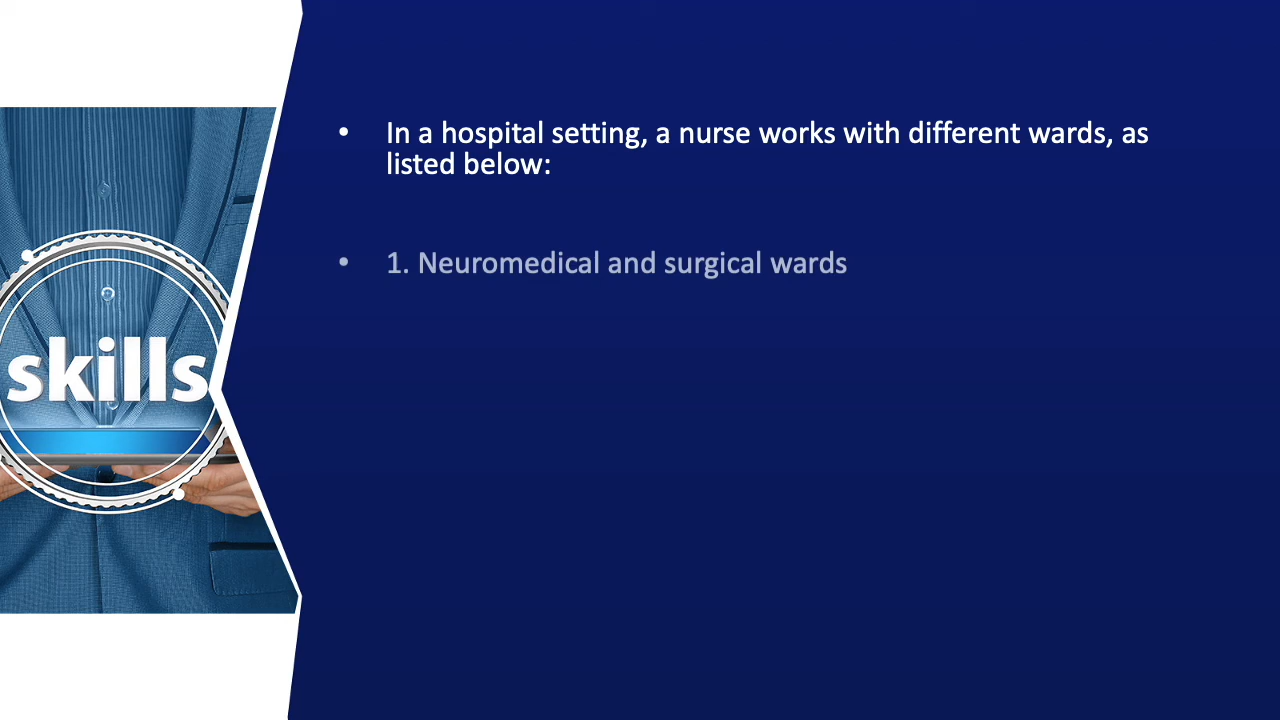 • In a hospital setting, a nurse works with different wards, as
listed below:
• 1. Neuromedical and surgical wards
skills